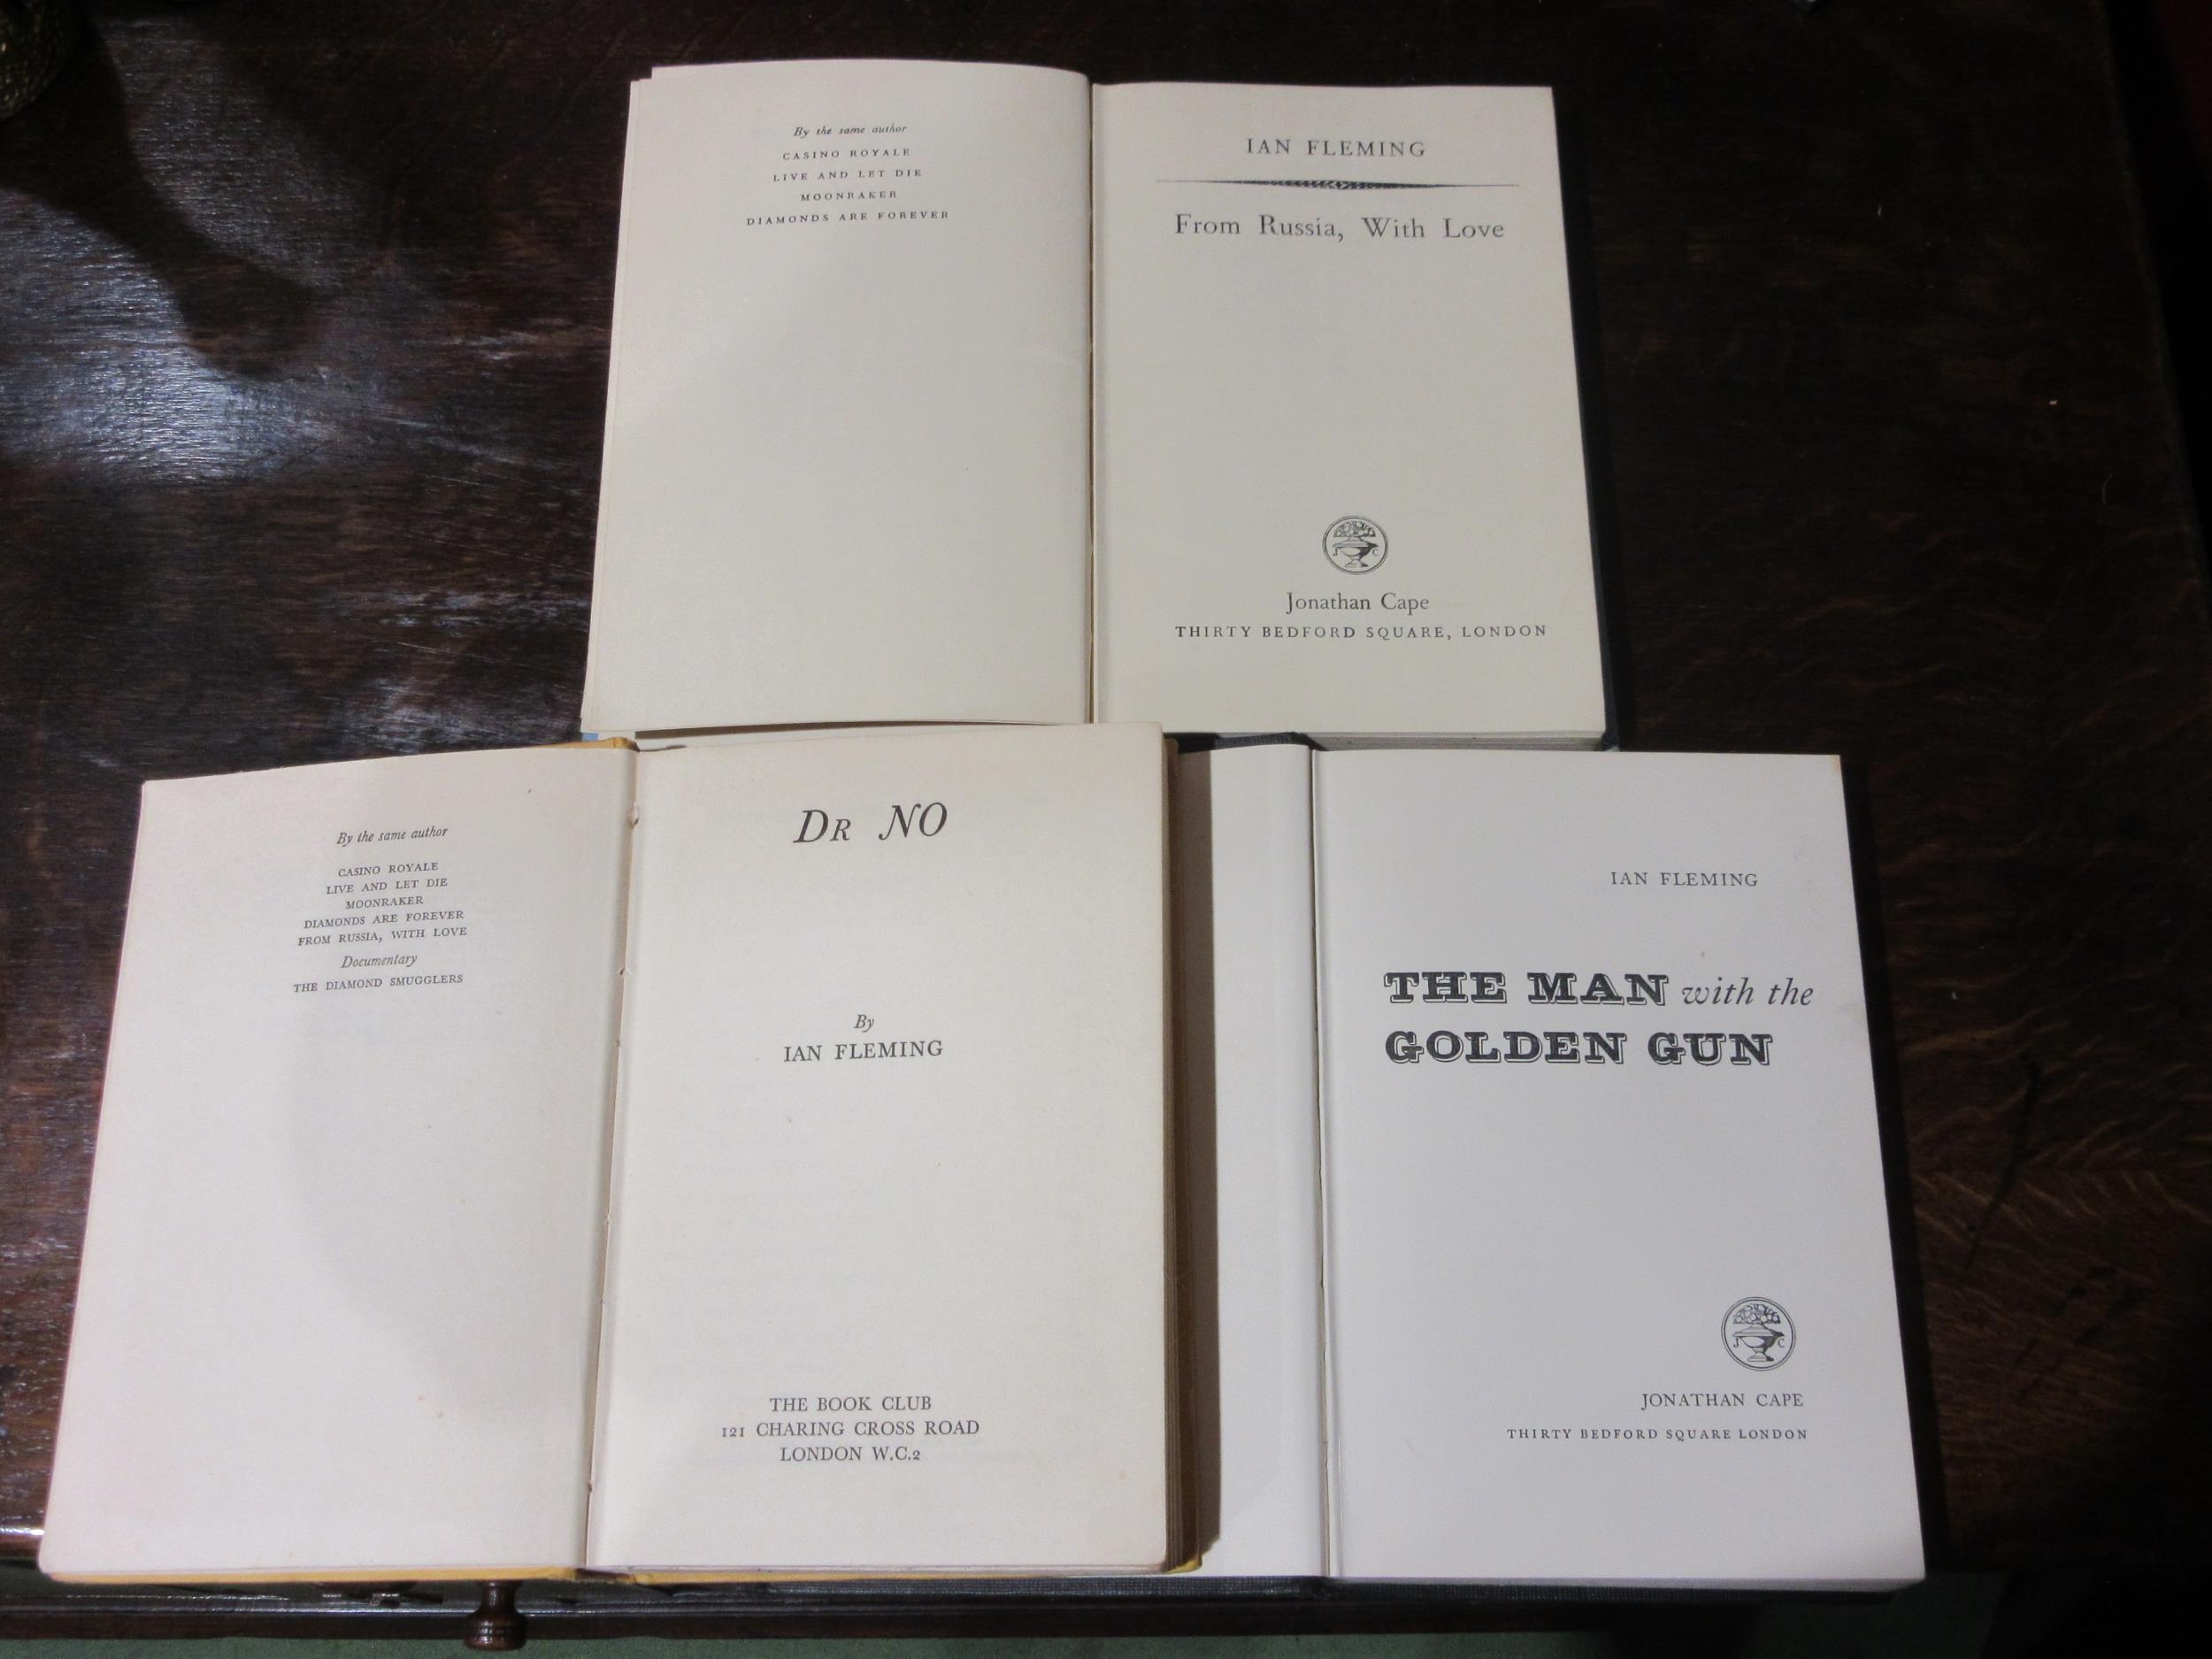 By the same author
CASINO ROYALE
LIVE AND LET DIE
MOONRAKER
DIAMONDS ARE FOREVER
IAN FLEMING
From Russia, With Love
J C
Jonathan Cape
THIRTY BEDFORD SQUARE, LONDON
By the same author
CASINO ROYALE
LIVE AND LET DIE
MOONRAKER
DIAMONDS ARE FOREVER
FROM RUSSIA, WITH LOVE
Documentary
THE DIAMOND SMUGGLERS
DR NO
By
IAN FLEMING
THE BOOK CLUB
121 CHARING CROSS ROAD
LONDON W.C.2
IAN FLEMING
THE MAN with the
GOLDEN GUN
J C
JONATHAN CAPE
THIRTY BEDFORD SQUARE LONDON